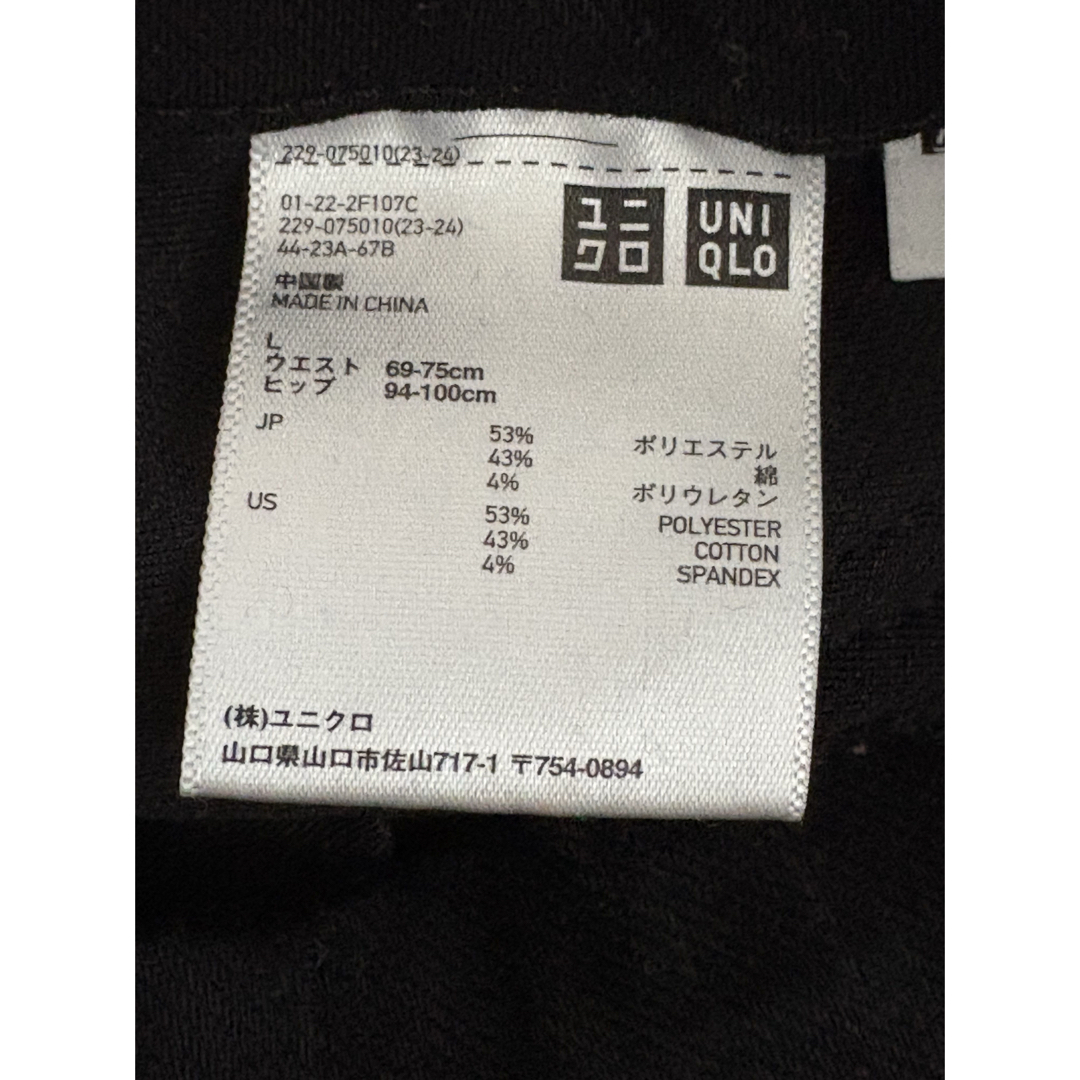 229-075010(23-24)
01-22-2F107C
229-075010(23-24)
44-23A-67B
ユニ
クロ
UNI
QLO
中国製
MADE IN CHINA
L
ウエスト 69-75cm
ヒップ 94-100cm
JP
53% ポリエステル
43% 綿
4% ポリウレタン
US
53% POLYESTER
43% COTTON
4% SPANDEX
(株)ユニクロ
山口県山口市佐山717-1 〒754-0894